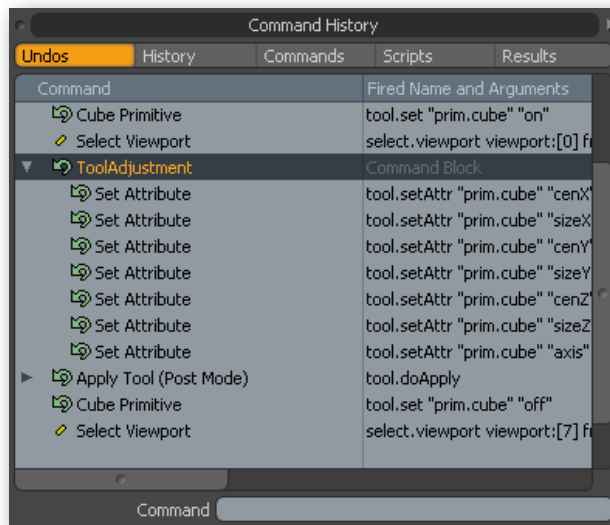 Command History
Undos History Commands Scripts Results
Command Fired Name and Arguments
Cube Primitive tool.set "prim.cube" "on"
Select Viewport select.viewport viewport:[0] fr
ToolAdjustment Command Block
Set Attribute tool.setAttr "prim.cube" "cenX"
Set Attribute tool.setAttr "prim.cube" "sizeX
Set Attribute tool.setAttr "prim.cube" "cenY"
Set Attribute tool.setAttr "prim.cube" "sizeY
Set Attribute tool.setAttr "prim.cube" "cenZ"
Set Attribute tool.setAttr "prim.cube" "sizeZ
Set Attribute tool.setAttr "prim.cube" "axis"
Apply Tool (Post Mode) tool.doApply
Cube Primitive tool.set "prim.cube" "off"
Select Viewport select.viewport viewport:[7] fr
Command